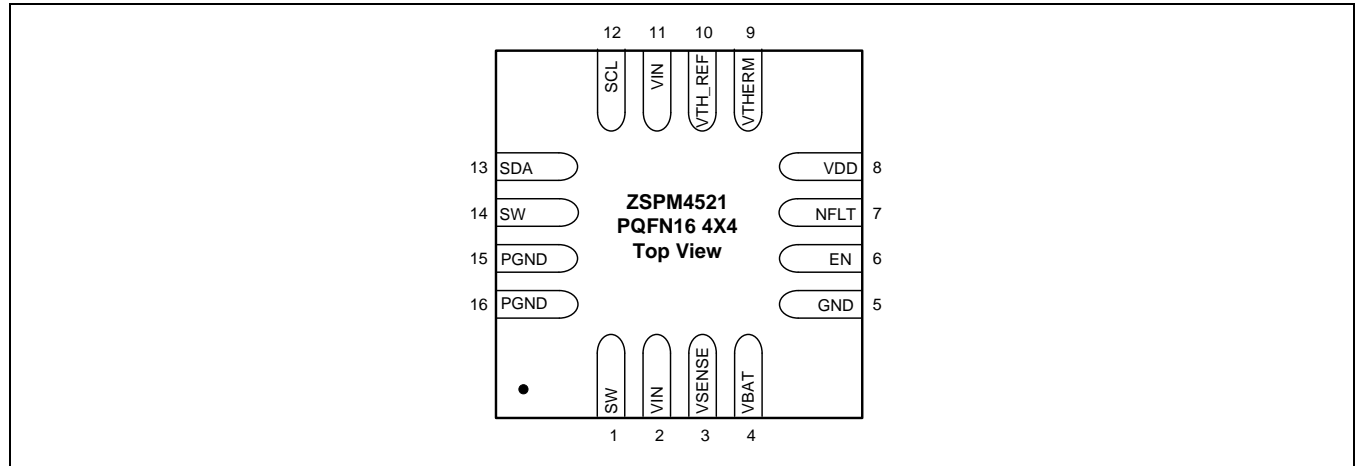 12 11 10 9
SCL VIN VTH_REF VTHERM
13 SDA
VDD 8
14 SW
NFLT 7
15 PGND
EN 6
16 PGND
GND 5
ZSPM4521
PQFN16 4X4
Top View
SW VIN VSENSE VBAT
1 2 3 4